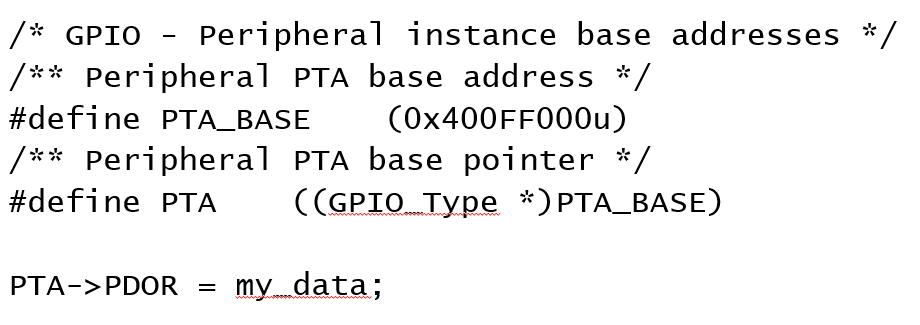 /* GPIO - Peripheral instance base addresses */
/** Peripheral PTA base address */
#define PTA_BASE    (0x400FF000u)
/** Peripheral PTA base pointer */
#define PTA    ((GPIO_Type *)PTA_BASE)
PTA->PDOR = my_data;